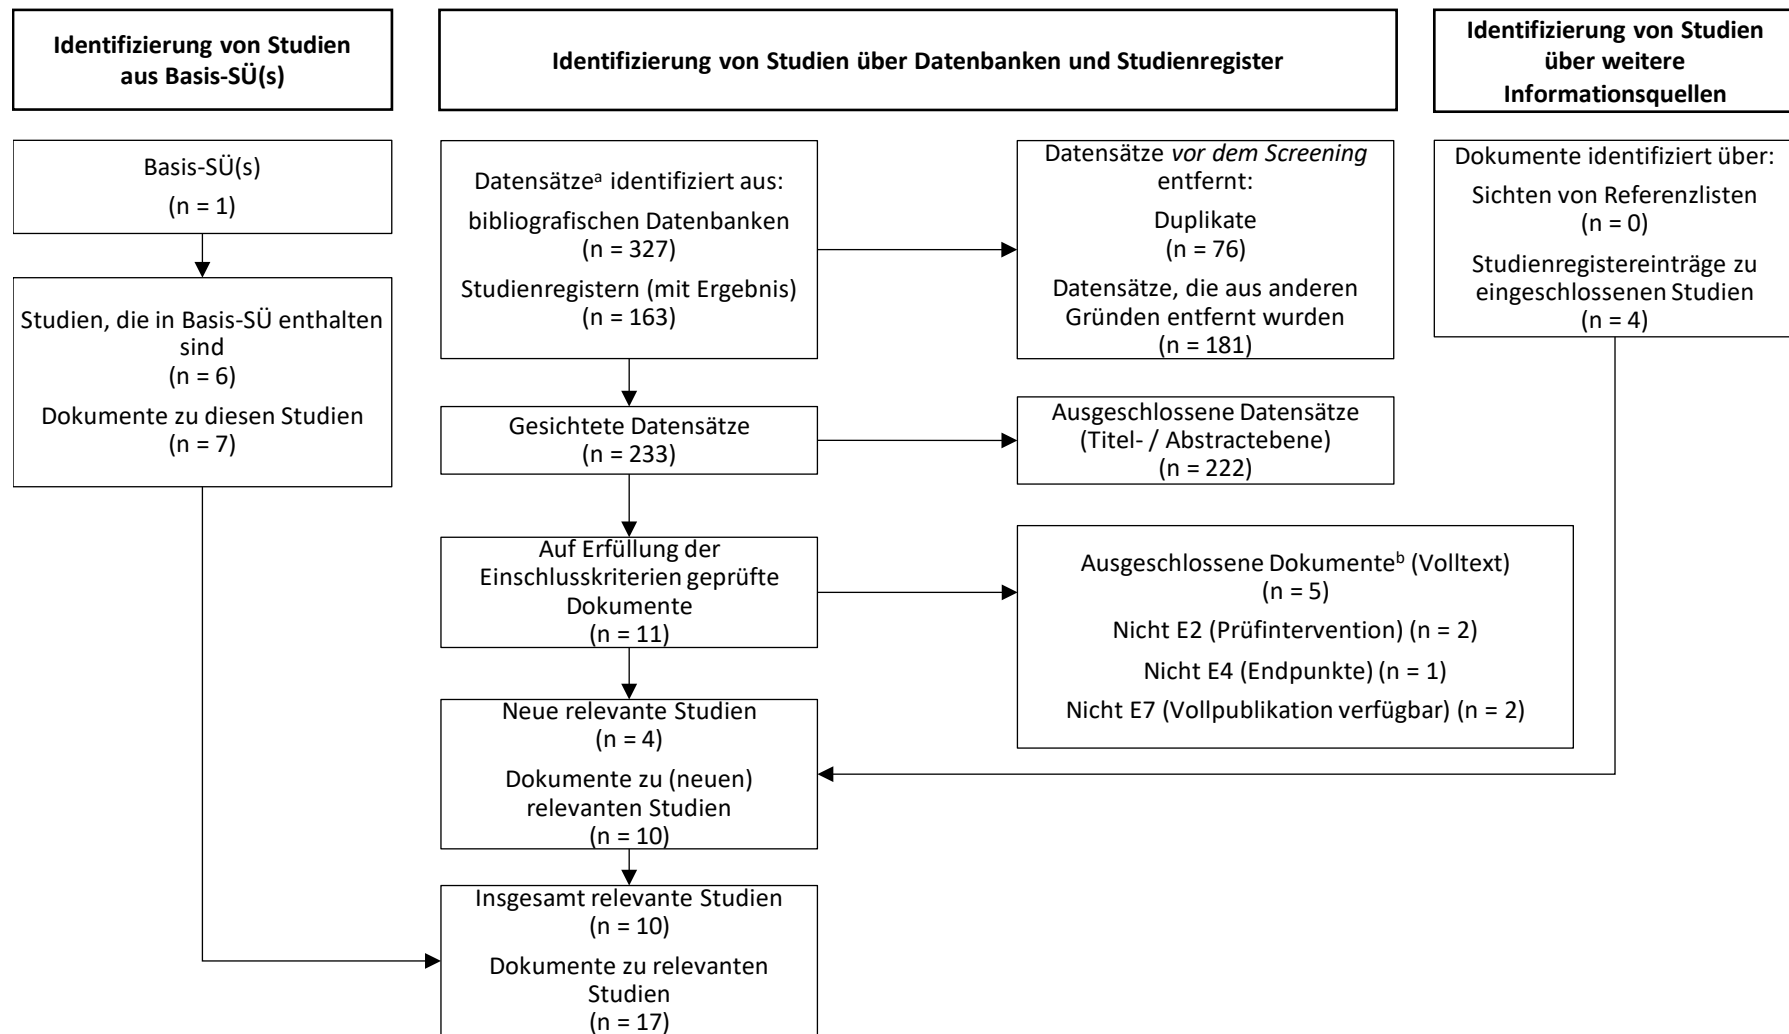 Identifizierung von Studien
aus Basis-SÜ(s)
Identifizierung von Studien über Datenbanken und Studienregister
Identifizierung von Studien
über weitere
Informationsquellen
Basis-SÜ(s)
(n = 1)
Studien, die in Basis-SÜ enthalten
sind
(n = 6)
Dokumente zu diesen Studien
(n = 7)
Datensätzeᵃ identifiziert aus:
bibliografischen Datenbanken
(n = 327)
Studienregistern (mit Ergebnis)
(n = 163)
Datensätze vor dem Screening
entfernt:
Duplikate
(n = 76)
Datensätze, die aus anderen
Gründen entfernt wurden
(n = 181)
Dokumente identifiziert über:
Sichten von Referenzlisten
(n = 0)
Studienregistereinträge zu
eingeschlossenen Studien
(n = 4)
Gesichtete Datensätze
(n = 233)
Ausgeschlossene Datensätze
(Titel- / Abstractebene)
(n = 222)
Auf Erfüllung der
Einschlusskriterien geprüfte
Dokumente
(n = 11)
Ausgeschlossene Dokumenteᵇ (Volltext)
(n = 5)
Nicht E2 (Prüfintervention) (n = 2)
Nicht E4 (Endpunkte) (n = 1)
Nicht E7 (Vollpublikation verfügbar) (n = 2)
Neue relevante Studien
(n = 4)
Dokumente zu (neuen)
relevanten Studien
(n = 10)
Insgesamt relevante Studien
(n = 10)
Dokumente zu relevanten
Studien
(n = 17)